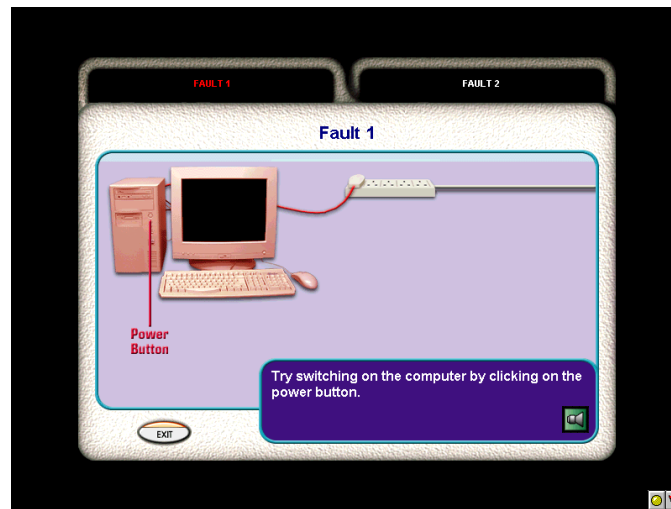 FAULT 1
FAULT 2
Fault 1
Power
Button
Try switching on the computer by clicking on the
power button.
EXIT